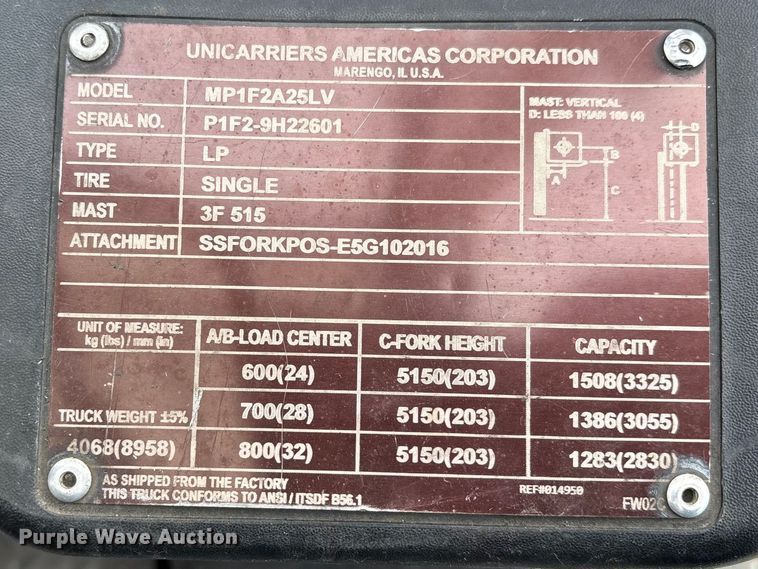 UNICARRIERS AMERICAS CORPORATION
MARENGO, IL U.S.A.
MODEL MP1F2A25LV
SERIAL NO. P1F2-9H22601
TYPE LP
TIRE SINGLE
MAST 3F 515
ATTACHMENT SSFORKPOS-E5G102016
MAST: VERTICAL
D: LESS THAN 100 (4)
D
B
A
C
UNIT OF MEASURE:
kg (lbs) / mm (in)
A/B-LOAD CENTER C-FORK HEIGHT CAPACITY
600(24) 5150(203) 1508(3325)
TRUCK WEIGHT ±5% 700(28) 5150(203) 1386(3055)
4068(8958) 800(32) 5150(203) 1283(2830)
AS SHIPPED FROM THE FACTORY
THIS TRUCK CONFORMS TO ANSI / ITSDF B56.1
REF#014950
FW02C
Purple Wave Auction